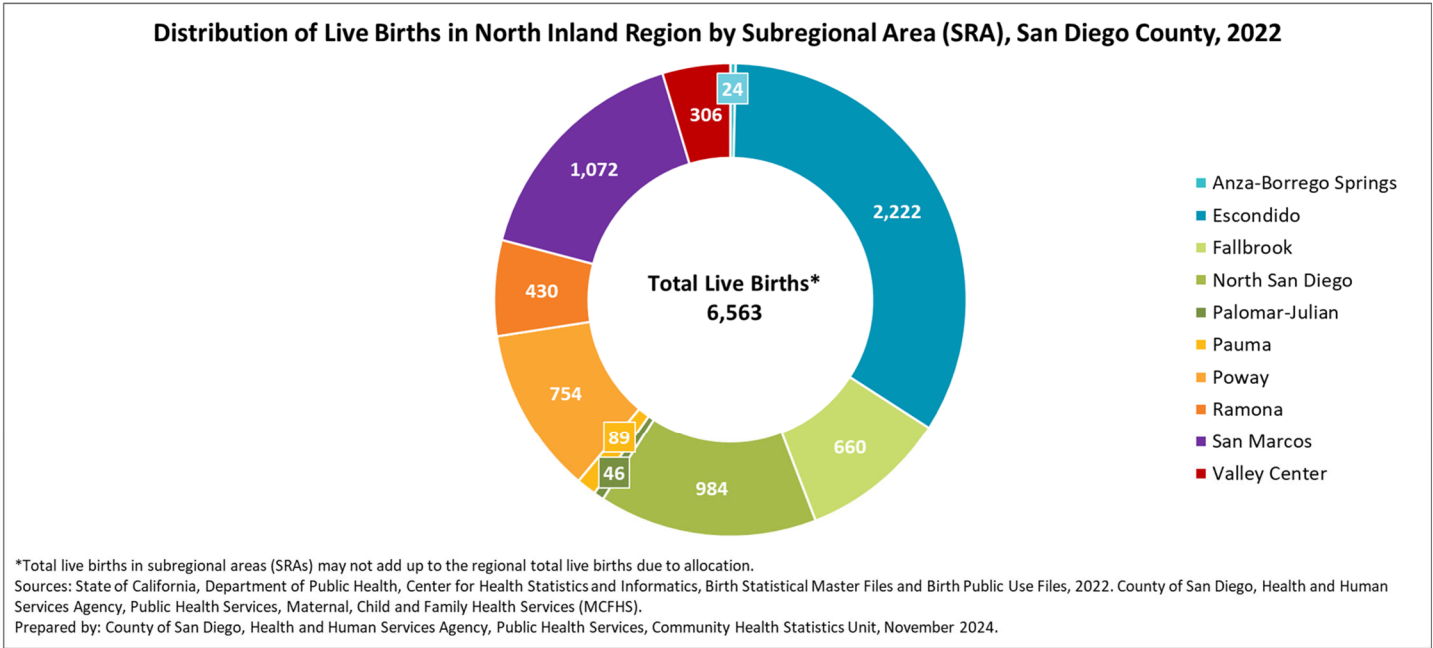 Distribution of Live Births in North Inland Region by Subregional Area (SRA), San Diego County, 2022
24
306
1,072
2,222
430
Total Live Births*
6,563
754
89
46
660
984
Anza-Borrego Springs
Escondido
Fallbrook
North San Diego
Palomar-Julian
Pauma
Poway
Ramona
San Marcos
Valley Center
*Total live births in subregional areas (SRAs) may not add up to the regional total live births due to allocation.
Sources: State of California, Department of Public Health, Center for Health Statistics and Informatics, Birth Statistical Master Files and Birth Public Use Files, 2022. County of San Diego, Health and Human
Services Agency, Public Health Services, Maternal, Child and Family Health Services (MCFHS).
Prepared by: County of San Diego, Health and Human Services Agency, Public Health Services, Community Health Statistics Unit, November 2024.